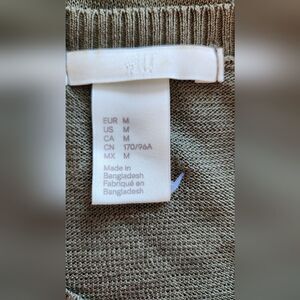 EUR M
US M
CA M
CN 170/96A
MX M
Made in
Bangladesh
Fabriqué en
Bangladesh